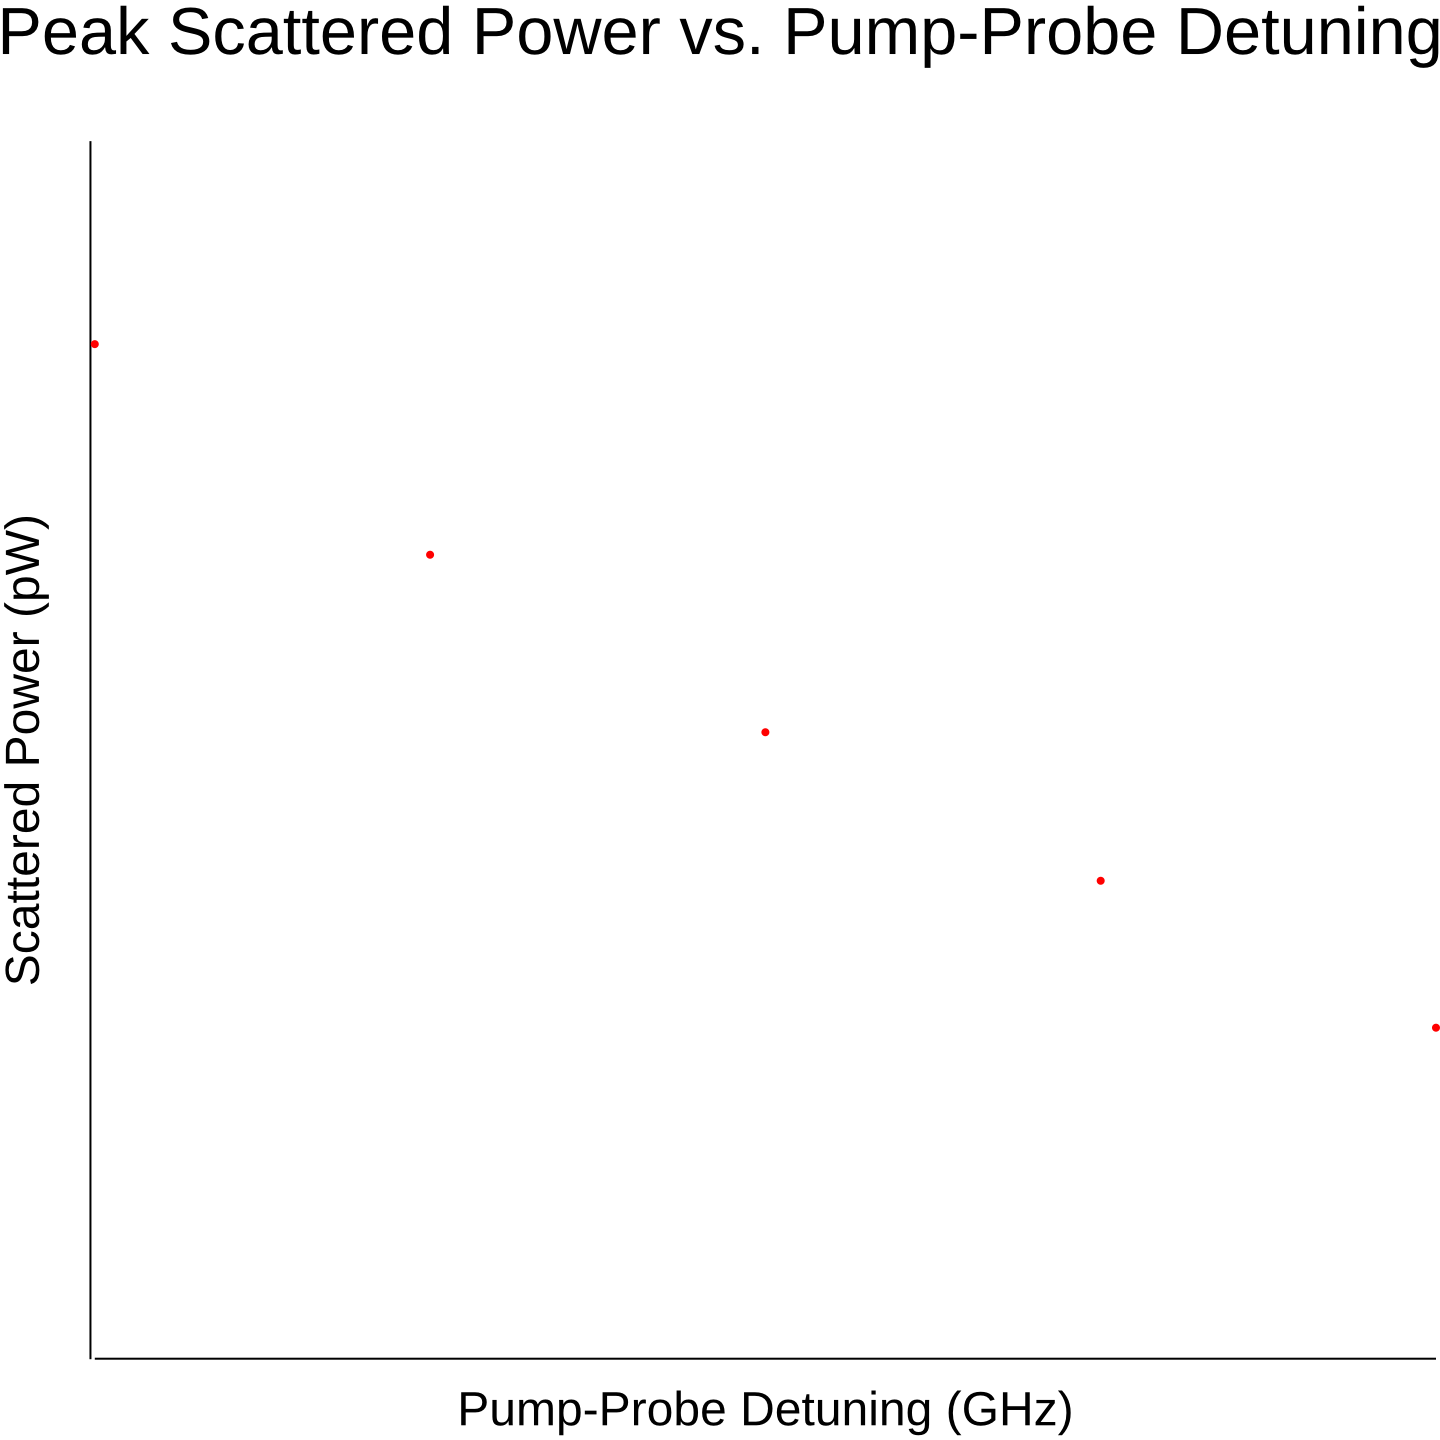 Peak Scattered Power vs. Pump-Probe Detuning
Scattered Power (pW)
Pump-Probe Detuning (GHz)